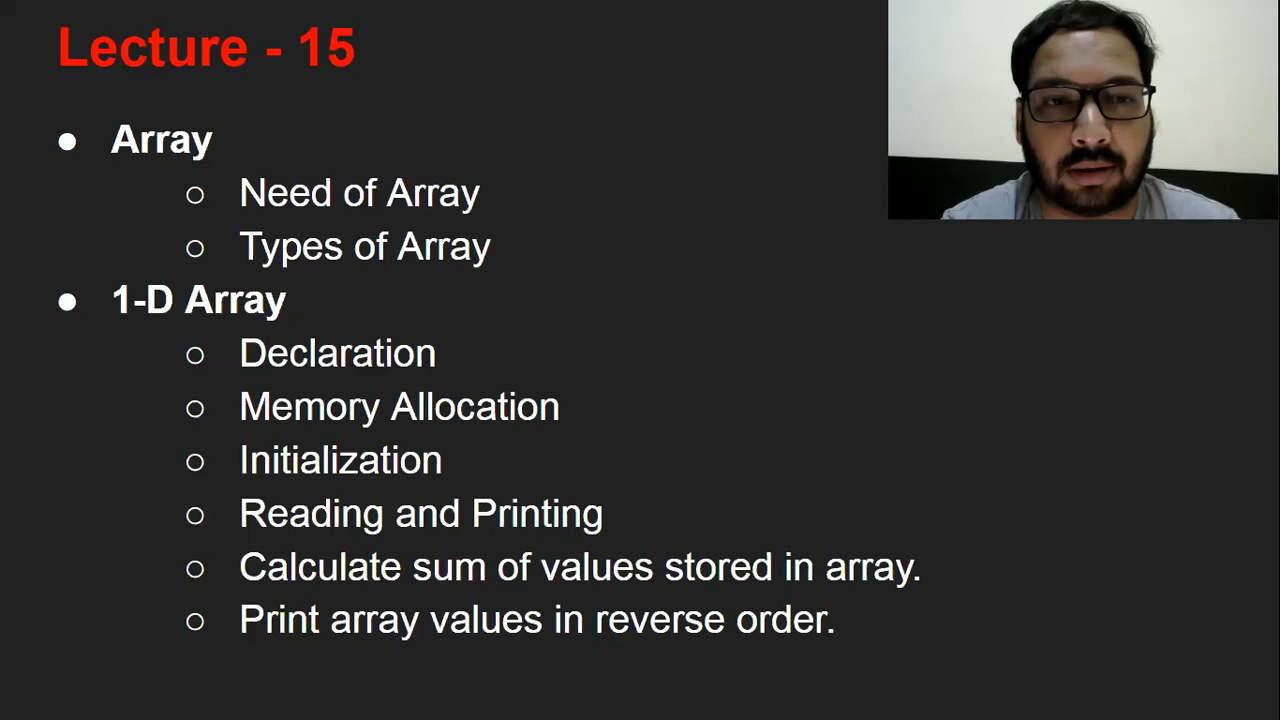 Lecture - 15
● Array
○ Need of Array
○ Types of Array
● 1-D Array
○ Declaration
○ Memory Allocation
○ Initialization
○ Reading and Printing
○ Calculate sum of values stored in array.
○ Print array values in reverse order.